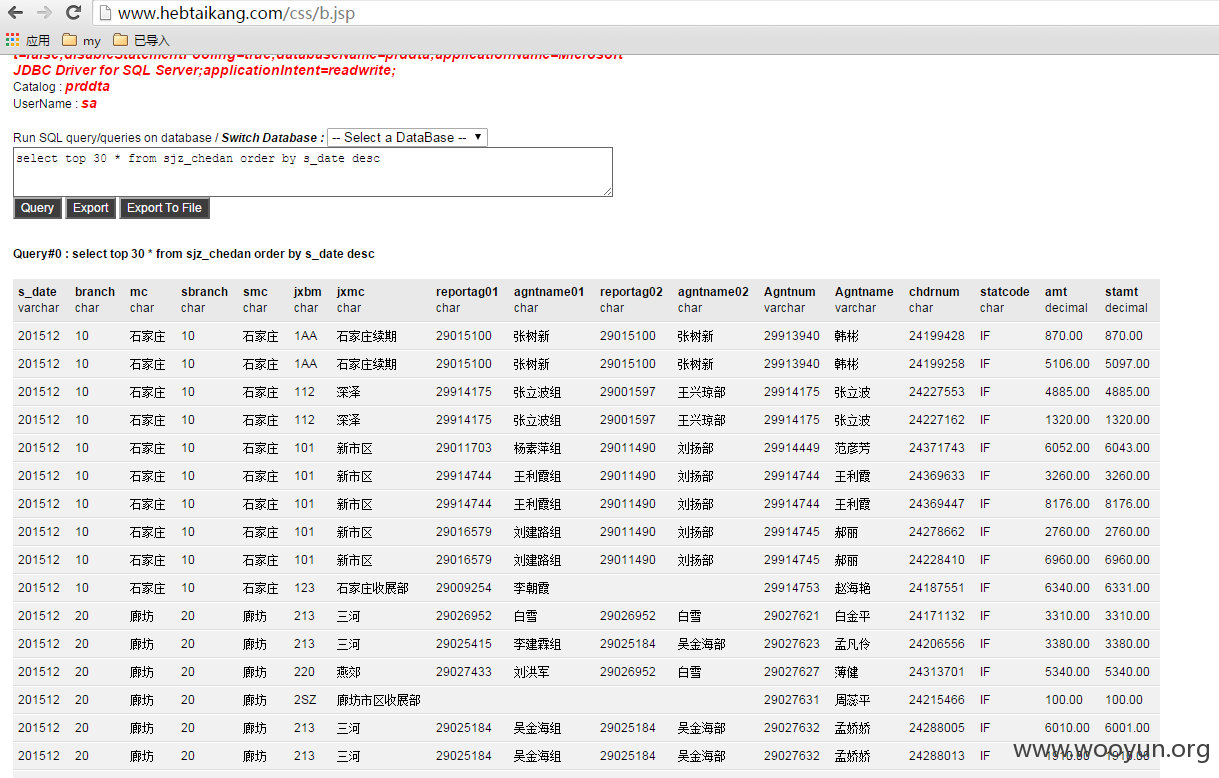 www.hebtaikang.com/css/b.jsp
应用 my 已导入
t=false;disableStatementPooling=true;databaseName=prddta;applicationName=Microsoft
JDBC Driver for SQL Server;applicationIntent=readwrite;
Catalog : prddta
UserName : sa
Run SQL query/queries on database / Switch Database : -- Select a DataBase --
select top 30 * from sjz_chedan order by s_date desc
Query Export Export To File
Query#0 : select top 30 * from sjz_chedan order by s_date desc
s_date branch mc sbranch smc jxbm jxmc reportag01 agntname01 reportag02 agntname02 Agntnum Agntname chdrnum statcode amt stamt
varchar char char char char char char char char char char varchar varchar char char decimal decimal
201512 10 石家庄 10 石家庄 1AA 石家庄续期 29015100 张树新 29015100 张树新 29913940 韩彬 24199428 IF 870.00 870.00
201512 10 石家庄 10 石家庄 1AA 石家庄续期 29015100 张树新 29015100 张树新 29913940 韩彬 24199258 IF 5106.00 5097.00
201512 10 石家庄 10 石家庄 112 深泽 29914175 张立波组 29001597 王兴琼部 29914175 张立波 24227553 IF 4885.00 4885.00
201512 10 石家庄 10 石家庄 112 深泽 29914175 张立波组 29001597 王兴琼部 29914175 张立波 24227162 IF 1320.00 1320.00
201512 10 石家庄 10 石家庄 101 新市区 29011703 杨素萍组 29011490 刘扬部 29914449 范彦芳 24371743 IF 6052.00 6043.00
201512 10 石家庄 10 石家庄 101 新市区 29914744 王利霞组 29011490 刘扬部 29914744 王利霞 24369633 IF 3260.00 3260.00
201512 10 石家庄 10 石家庄 101 新市区 29914744 王利霞组 29011490 刘扬部 29914744 王利霞 24369447 IF 8176.00 8176.00
201512 10 石家庄 10 石家庄 101 新市区 29016579 刘建路组 29011490 刘扬部 29914745 郝丽 24278662 IF 2760.00 2760.00
201512 10 石家庄 10 石家庄 101 新市区 29016579 刘建路组 29011490 刘扬部 29914745 郝丽 24228410 IF 6960.00 6960.00
201512 10 石家庄 10 石家庄 123 石家庄收展部 29009254 李朝霞 29914753 赵海艳 24187551 IF 6340.00 6331.00
201512 20 廊坊 20 廊坊 213 三河 29026952 白雪 29026952 白雪 29027621 白金平 24171132 IF 3310.00 3310.00
201512 20 廊坊 20 廊坊 213 三河 29025415 李建霖组 29025184 吴金海部 29027623 孟凡伶 24206556 IF 3380.00 3380.00
201512 20 廊坊 20 廊坊 220 燕郊 29027433 刘洪军 29026952 白雪 29027627 薄健 24313701 IF 5340.00 5340.00
201512 20 廊坊 20 廊坊 2SZ 廊坊市区收展部 29027631 周蕊平 24215466 IF 100.00 100.00
201512 20 廊坊 20 廊坊 213 三河 29025184 吴金海组 29025184 吴金海部 29027632 孟娇娇 24288005 IF 6010.00 6001.00
201512 20 廊坊 20 廊坊 213 三河 29025184 吴金海组 29025184 吴金海部 29027632 孟娇娇 24288013 IF 1910.00 1910.00
www.wooyun.org